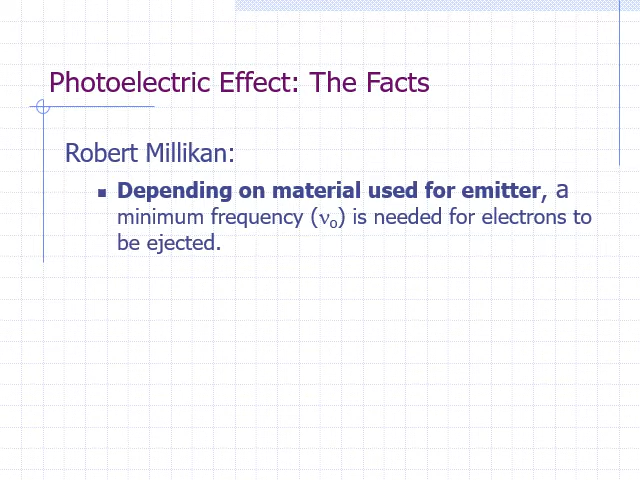 Photoelectric Effect: The Facts
Robert Millikan:
Depending on material used for emitter, a
minimum frequency (ν₀) is needed for electrons to
be ejected.